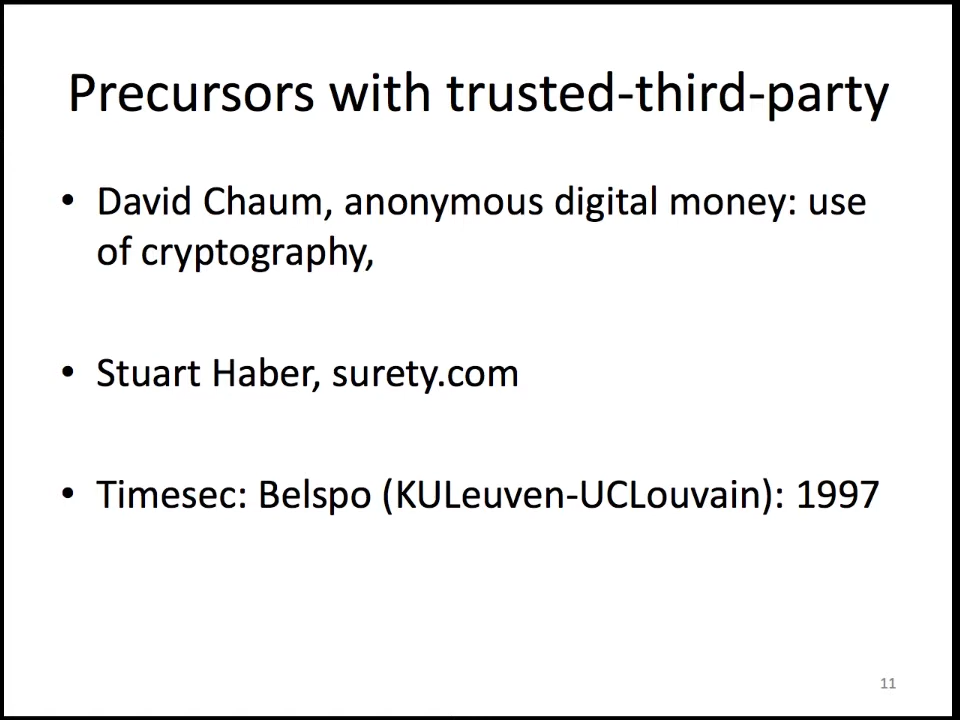 Precursors with trusted-third-party
• David Chaum, anonymous digital money: use
of cryptography,
• Stuart Haber, surety.com
• Timesec: Belspo (KULeuven-UCLouvain): 1997
11